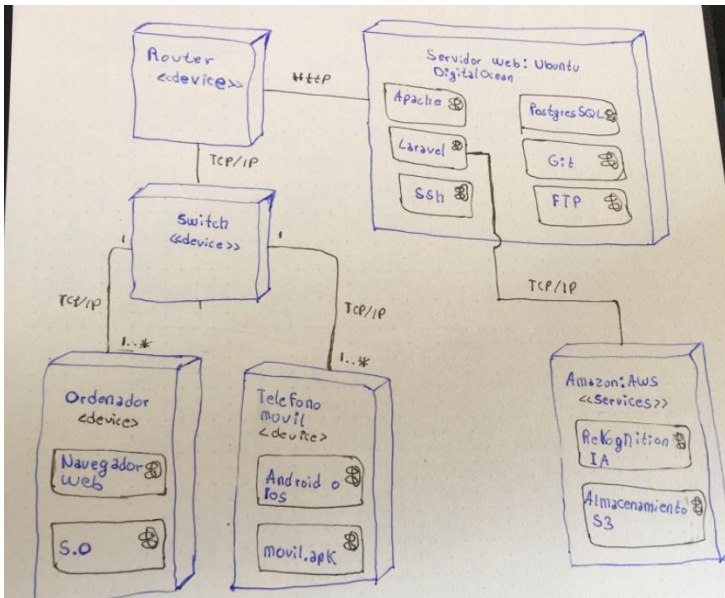 Router
<<device>>
HttP
Servidor Web: Ubuntu
DigitalOcean
Apache
PostgresSQL
Laravel
Git
Ssh
FTP
TCP/IP
Switch
<<device>>
1
1
TCt/IP
TCP/IP
TCP/IP
1..*
1..*
Ordenador
<device>
Navegador
web
S.O
Telefono
movil
<device>
Android o
Ios
movil.apk
Amazon:AWS
<<Services>>
ReKognition
IA
Almacenamiento
S3